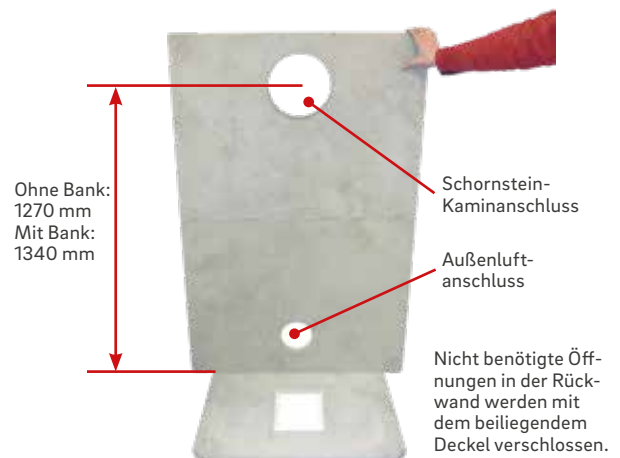 Ohne Bank:
1270 mm
Mit Bank:
1340 mm
Schornstein-
Kaminanschluss
Außenluft-
anschluss
Nicht benötigte Öff-
nungen in der Rück-
wand werden mit
dem beiliegendem
Deckel verschlossen.